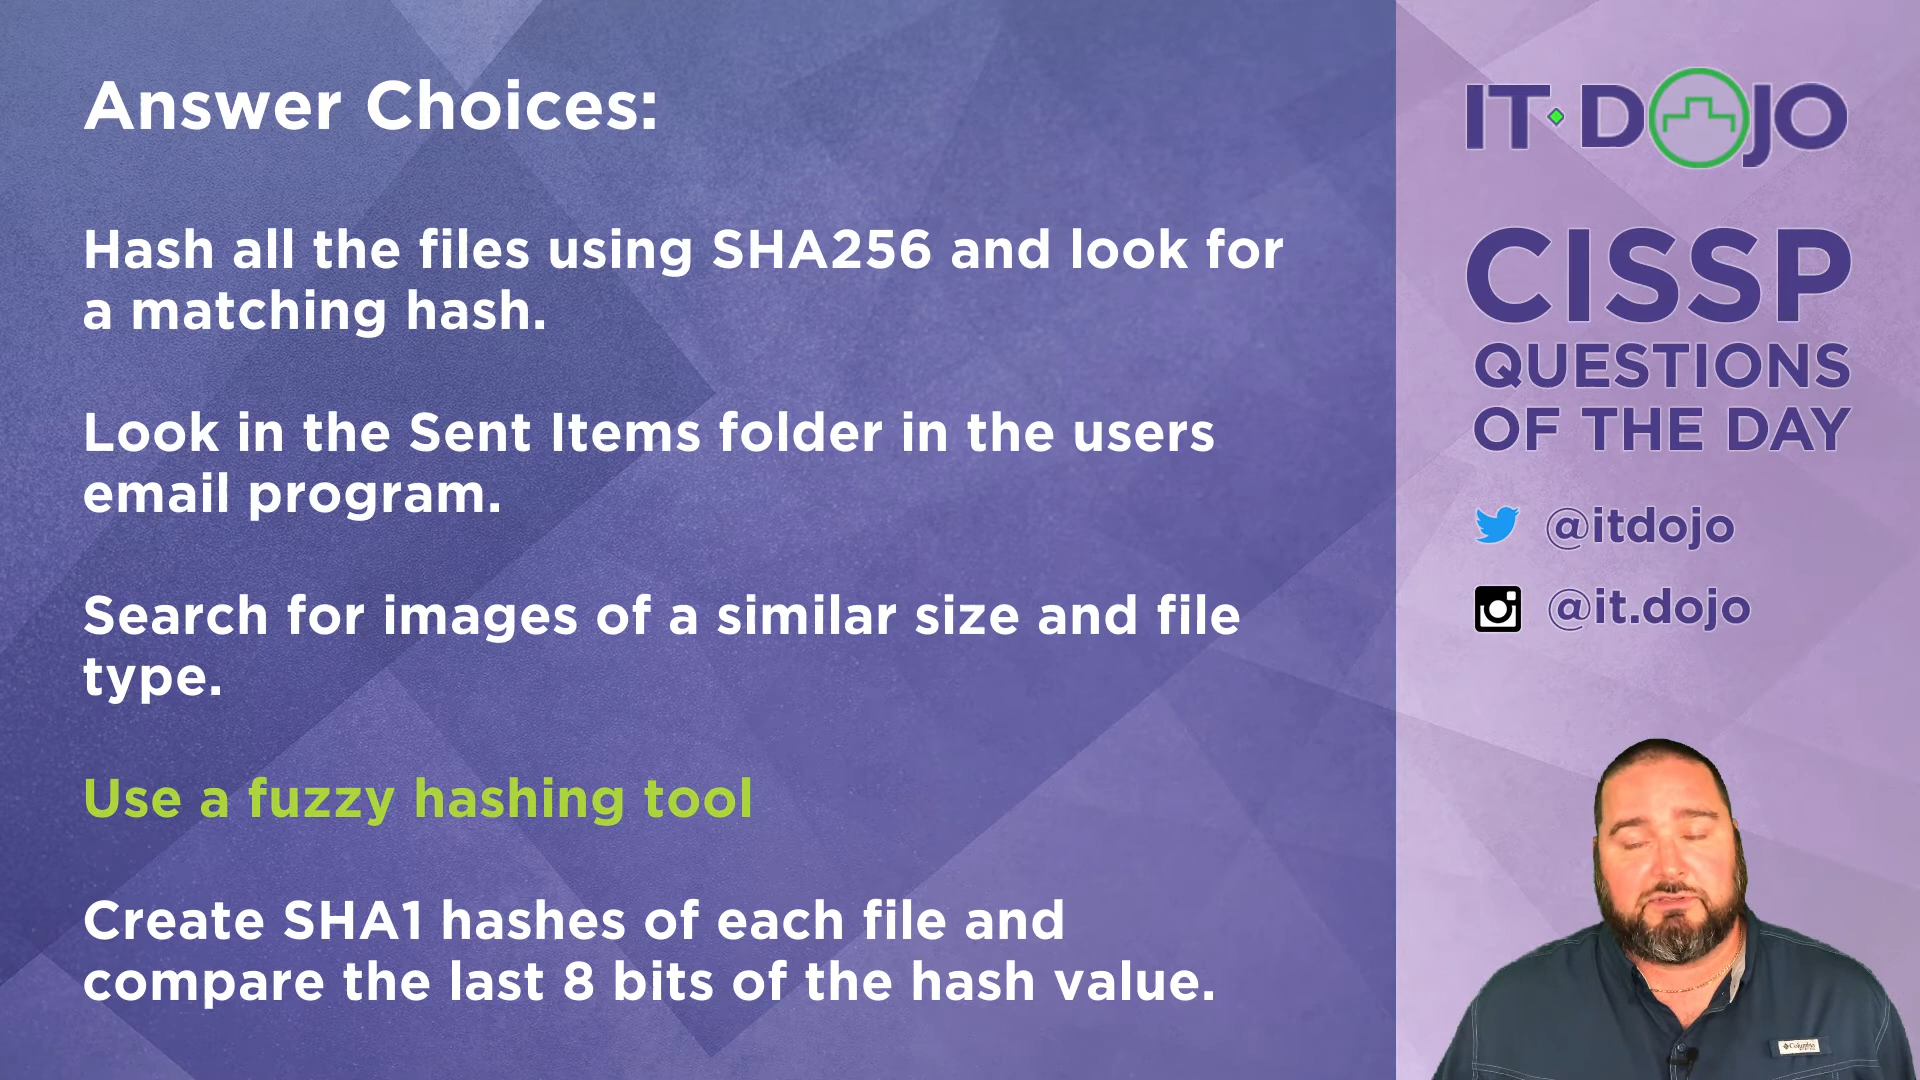 Answer Choices:
Hash all the files using SHA256 and look for
a matching hash.
Look in the Sent Items folder in the users
email program.
Search for images of a similar size and file
type.
Use a fuzzy hashing tool
Create SHA1 hashes of each file and
compare the last 8 bits of the hash value.
IT DOJO
CISSP
QUESTIONS
OF THE DAY
@itdojo
@it.dojo
Columbia